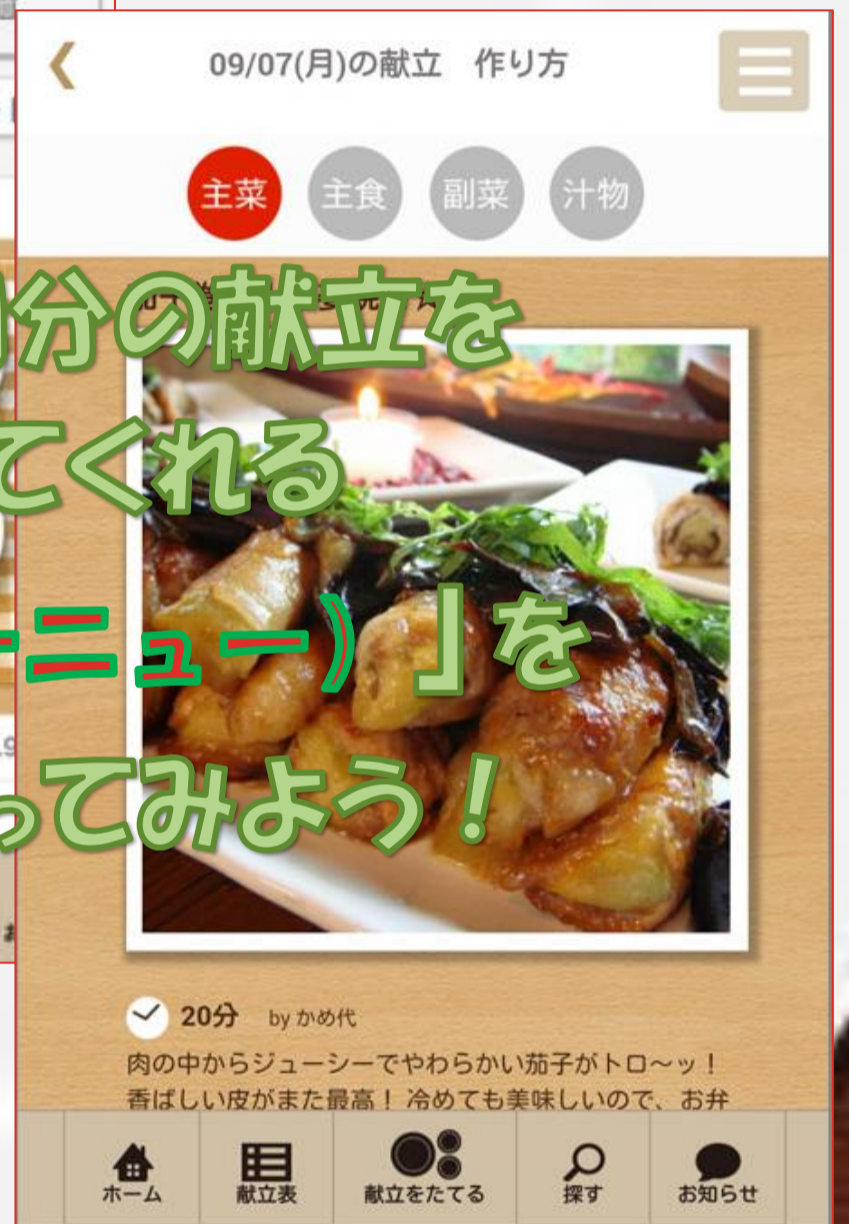 09/07(月)の献立 作り方
主菜
主食
副菜
汁物
分の献立を
てくれる
ーニュー)」を
ってみよう！
20分 by かめ代
肉の中からジューシーでやわらかい茄子がトロ〜ッ！
香ばしい皮がまた最高！ 冷めても美味しいので、お弁
ホーム
献立表
献立をたてる
探す
お知らせ